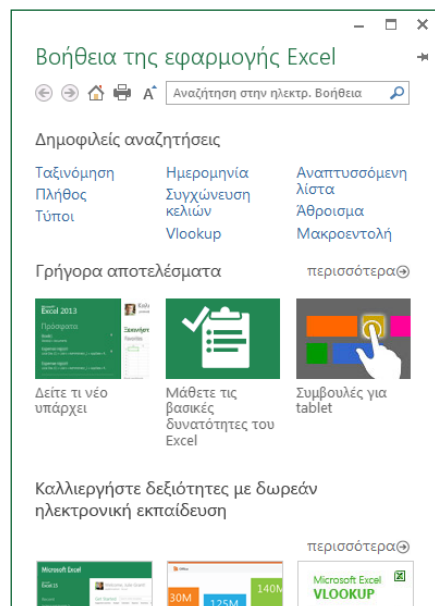 Βοήθεια της εφαρμογής Excel
Αναζήτηση στην ηλεκτρ. Βοήθεια
Δημοφιλείς αναζητήσεις
Ταξινόμηση
Πλήθος
Τύποι
Ημερομηνία
Συγχώνευση
κελιών
Vlookup
Αναπτυσσόμενη
λίστα
Άθροισμα
Μακροεντολή
Γρήγορα αποτελέσματα
περισσότερα
Excel 2013
Πρόσφατα
Δείτε τι νέο
υπάρχει
Μάθετε τις
βασικές
δυνατότητες του
Excel
Συμβουλές για
tablet
Καλλιεργήστε δεξιότητες με δωρεάν
ηλεκτρονική εκπαίδευση
περισσότερα
Microsoft Excel
30M
125M
140M
Microsoft Excel
VLOOKUP